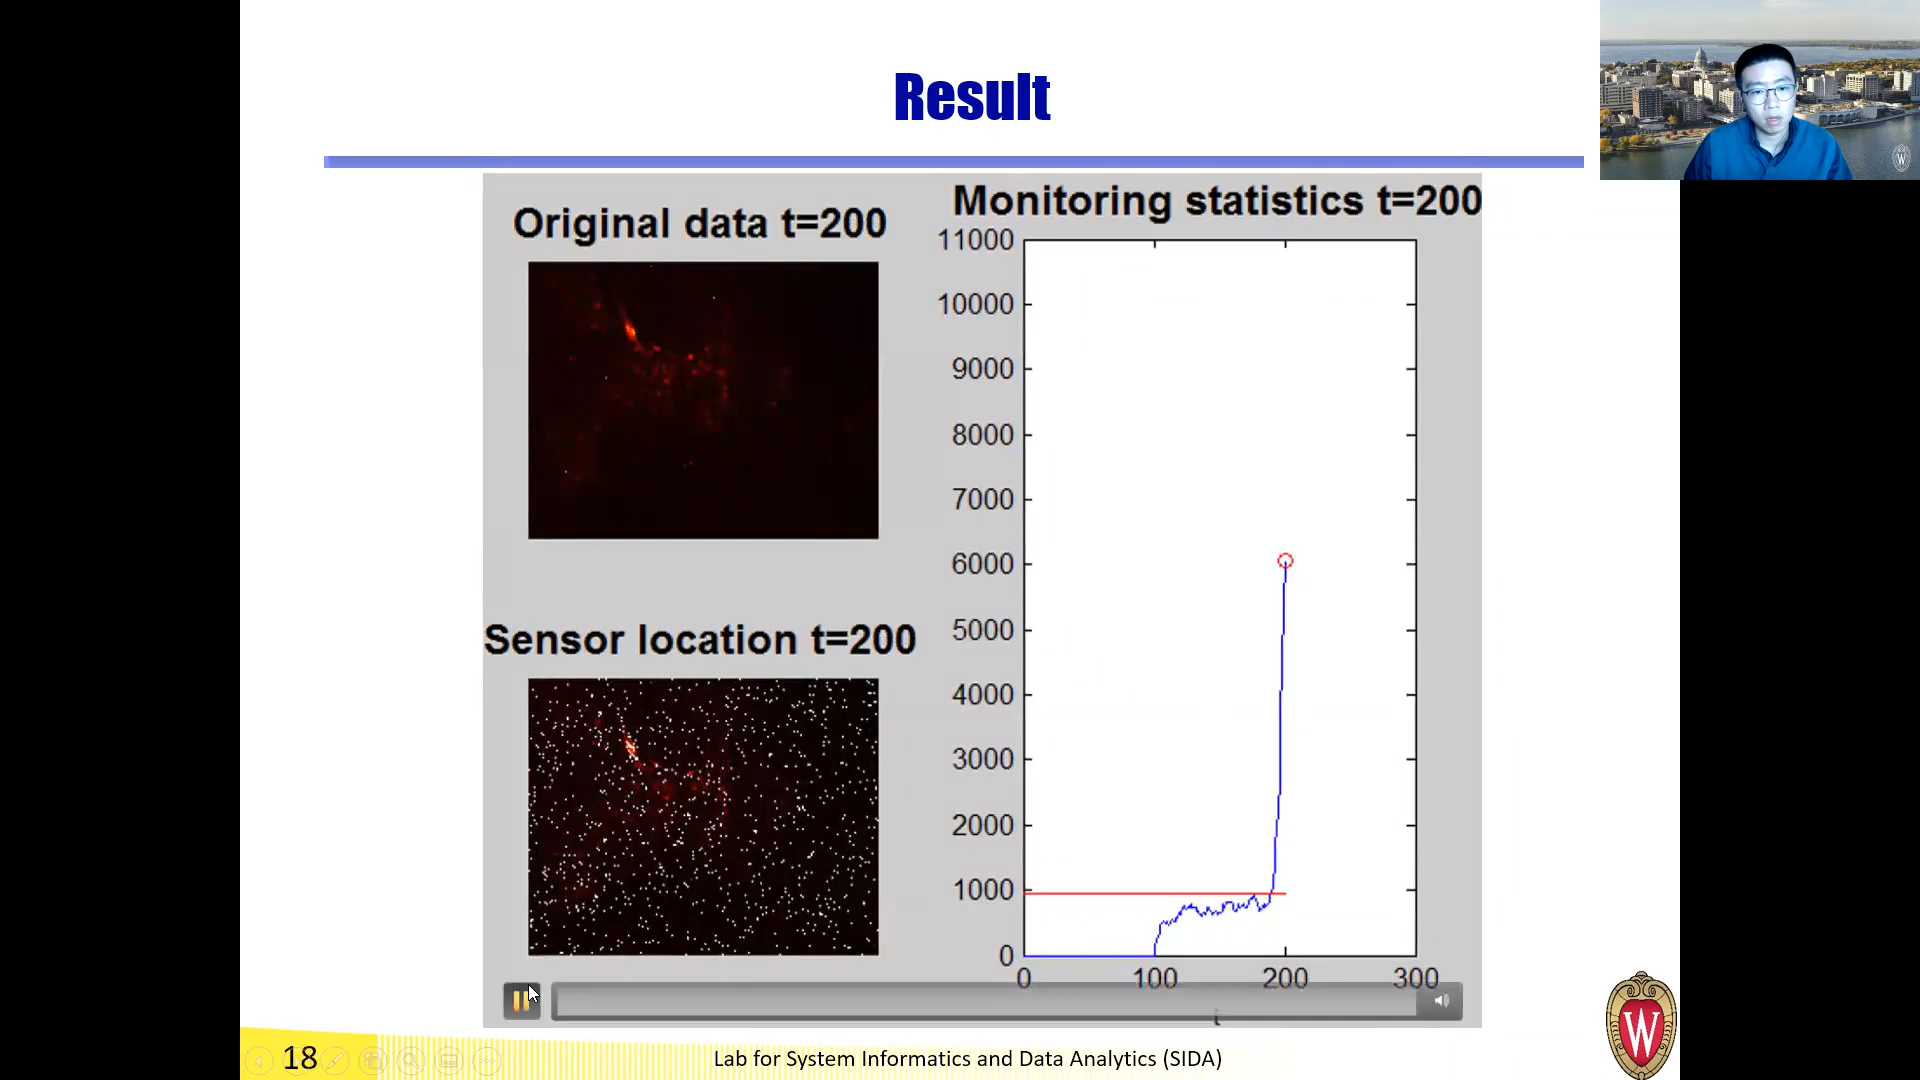 Result
Original data t=200
Monitoring statistics t=200
11000
10000
9000
8000
7000
6000
5000
4000
3000
2000
1000
0
0 100 200 300
t
Sensor location t=200
18
Lab for System Informatics and Data Analytics (SIDA)
W
W